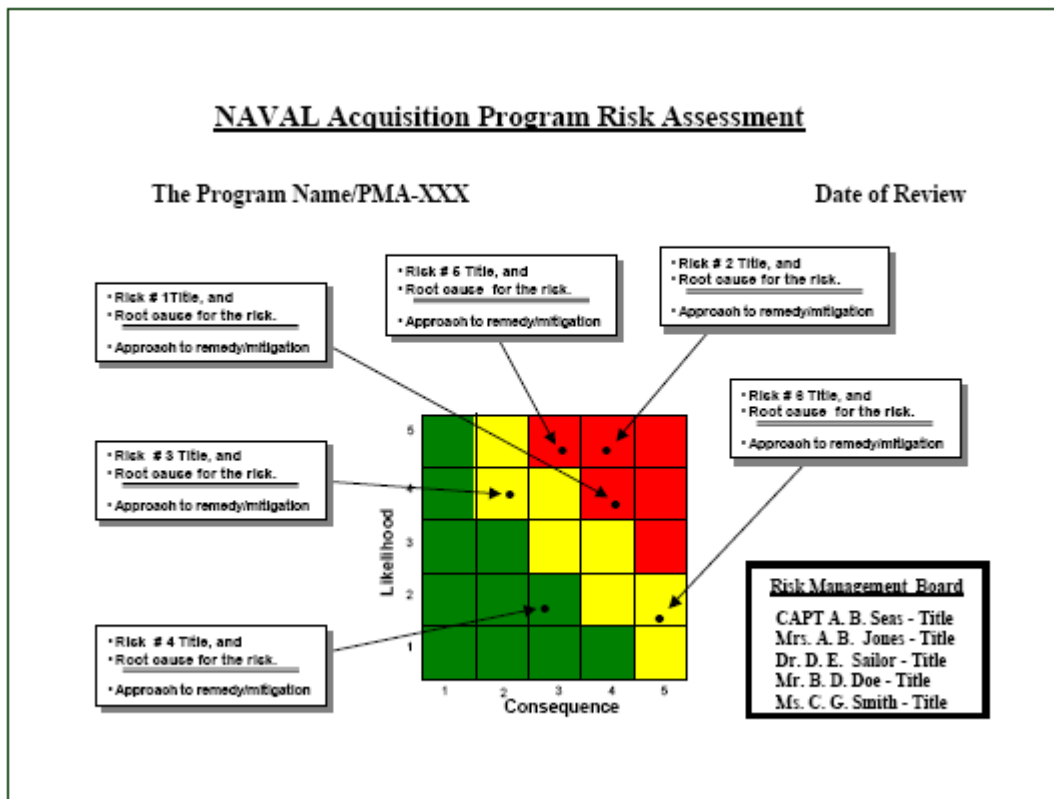 NAVAL Acquisition Program Risk Assessment
The Program Name/PMA-XXX
Date of Review
• Risk # 5 Title, and
• Root cause for the risk.
• Approach to remedy/mitigation
• Risk # 2 Title, and
• Root cause for the risk.
• Approach to remedy/mitigation
• Risk # 1Title, and
• Root cause for the risk.
• Approach to remedy/mitigation
• Risk # 6 Title, and
• Root cause for the risk.
• Approach to remedy/mitigation
• Risk # 3 Title, and
• Root cause for the risk.
• Approach to remedy/mitigation
• Risk # 4 Title, and
• Root cause for the risk.
• Approach to remedy/mitigation
Likelihood
5
4
3
2
1
1 2 3 4 5
Consequence
Risk Management Board
CAPT A. B. Seas - Title
Mrs. A. B. Jones - Title
Dr. D. E. Sailor - Title
Mr. B. D. Doe - Title
Ms. C. G. Smith - Title